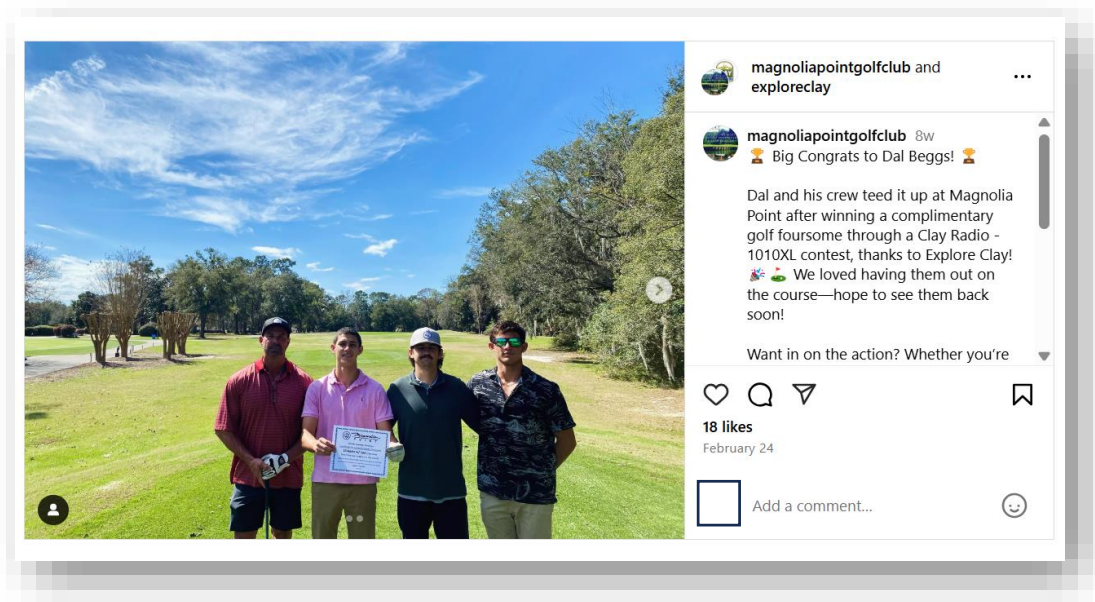 magnoliapointgolfclub and
exploreclay
magnoliapointgolfclub 8w
🏆 Big Congrats to Dal Beggs! 🏆
Dal and his crew teed it up at Magnolia
Point after winning a complimentary
golf foursome through a Clay Radio -
1010XL contest, thanks to Explore Clay!
🎉 ⛳ We loved having them out on
the course—hope to see them back
soon!
Want in on the action? Whether you're
18 likes
February 24
Add a comment...
Magnolia
POINT